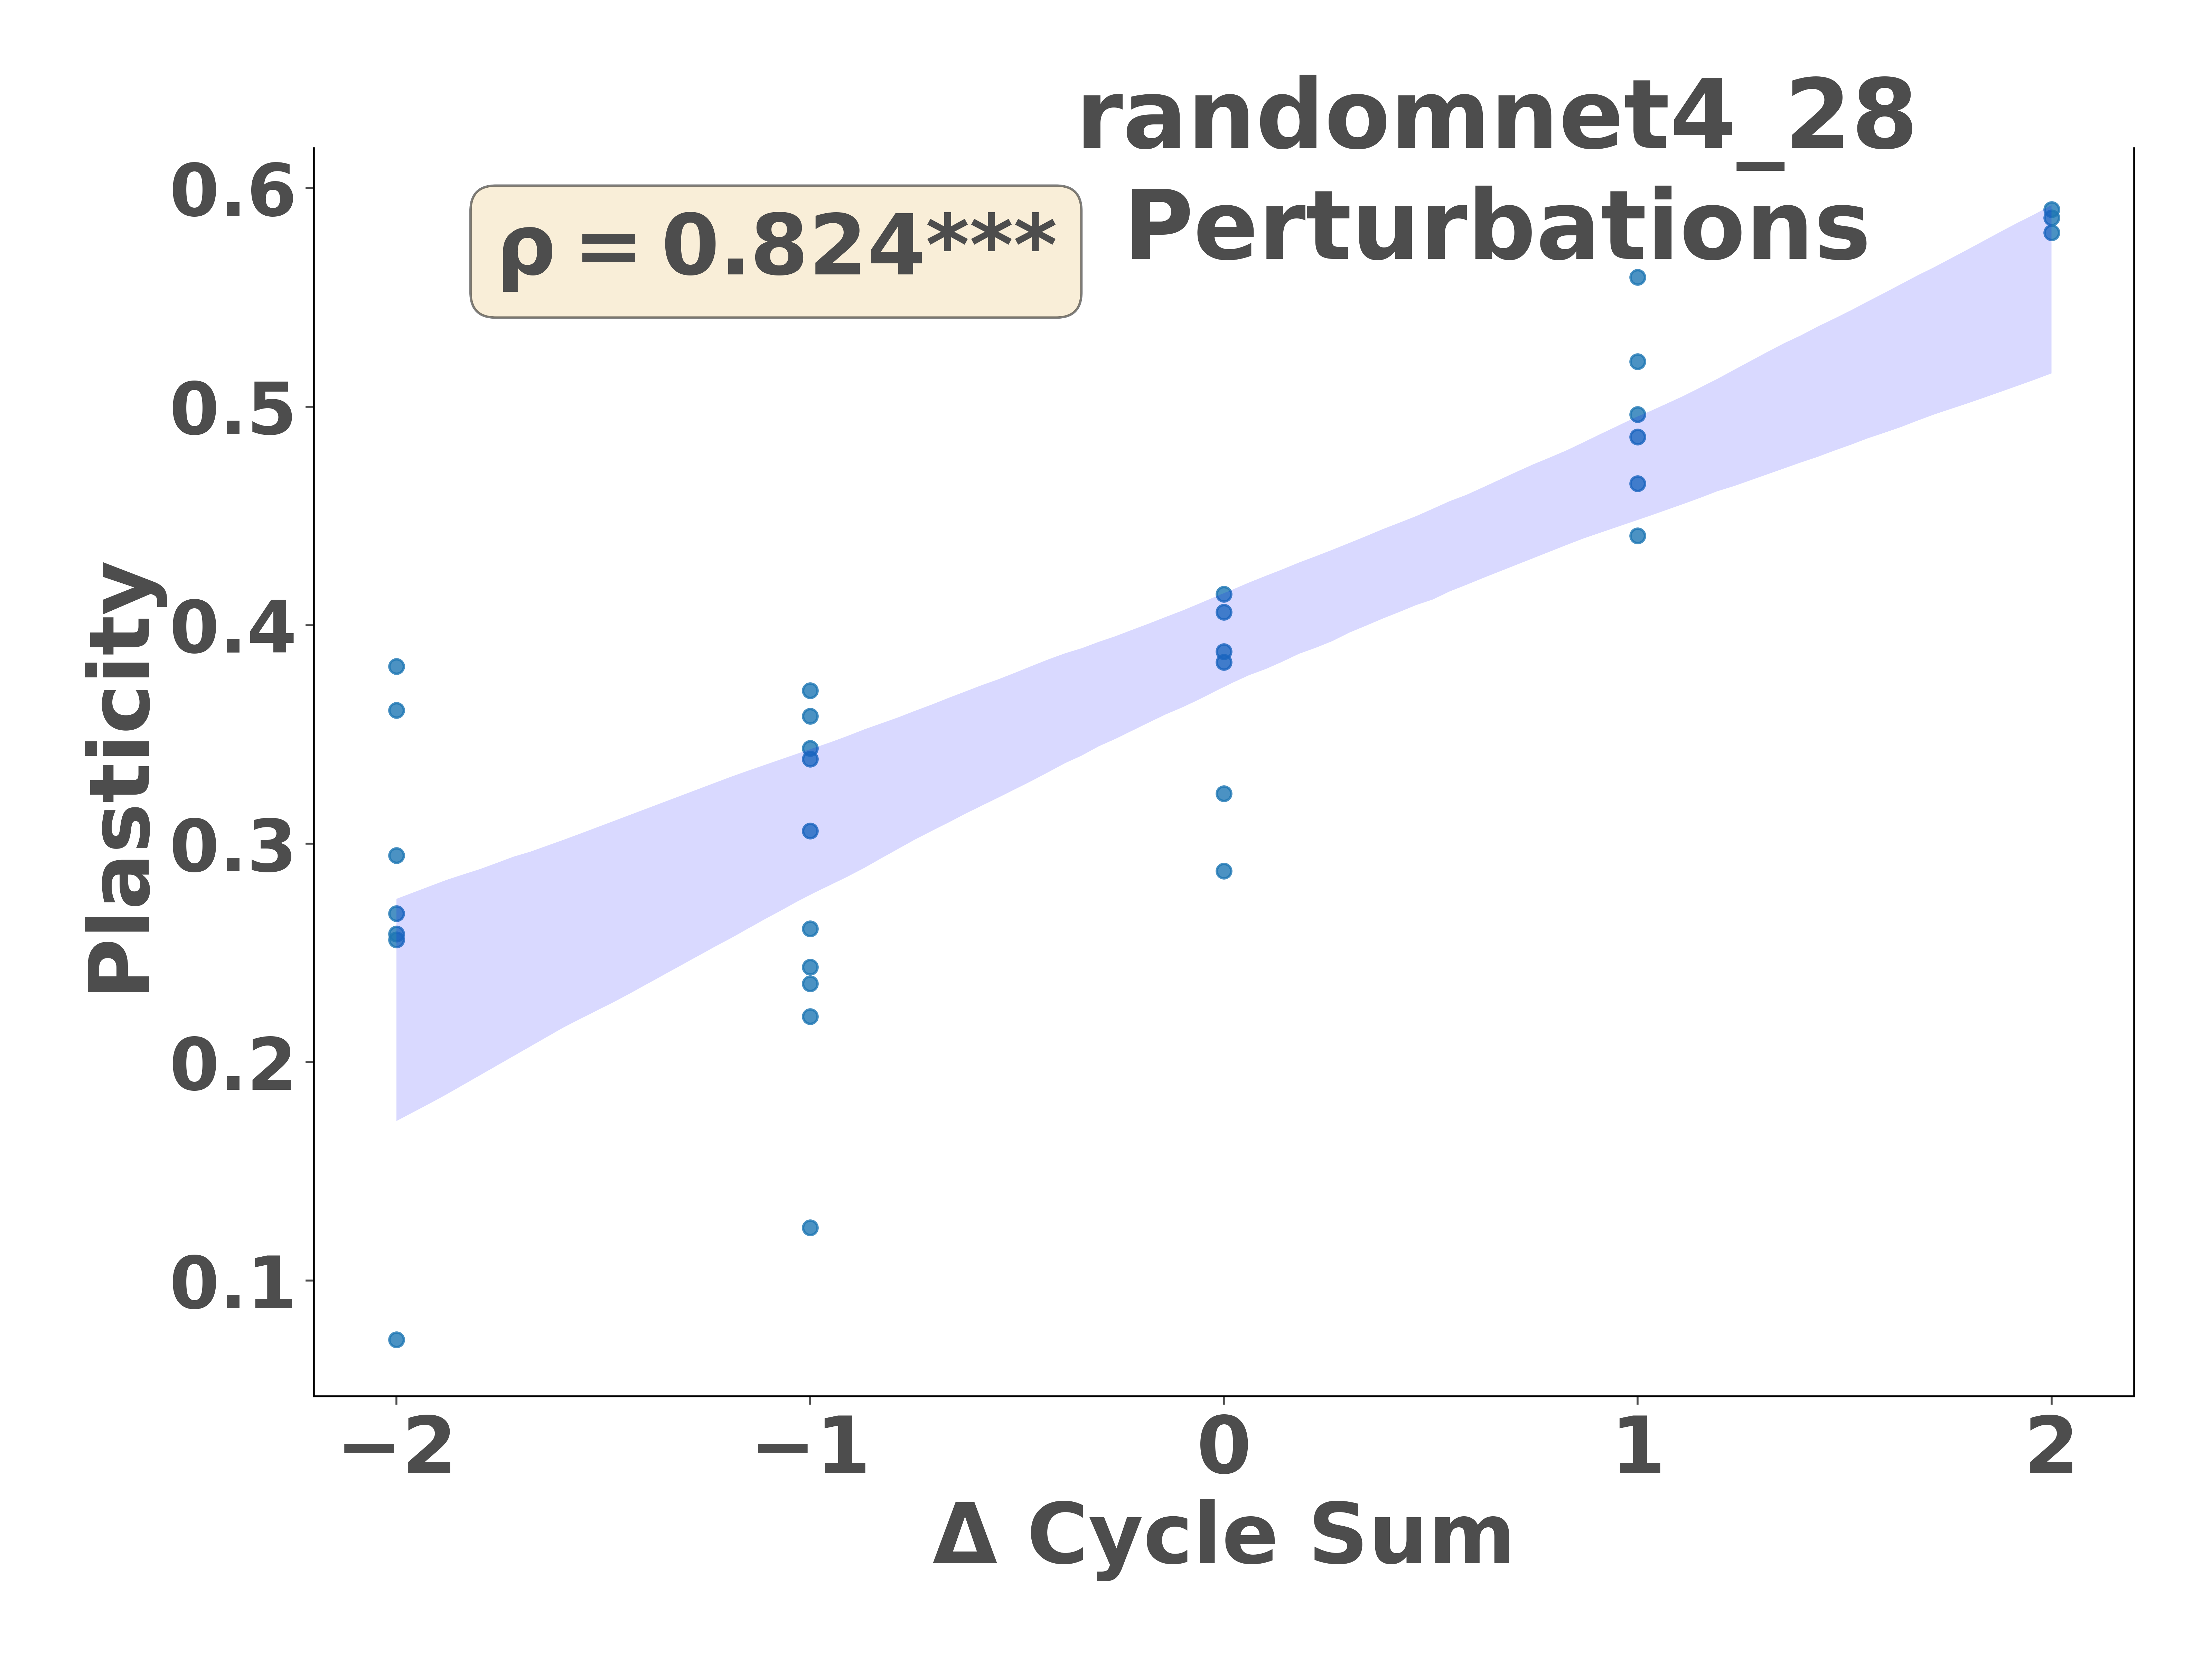 randomnet4_28
Perturbations
ρ = 0.824***
Plasticity
0.6
0.5
0.4
0.3
0.2
0.1
−2
−1
0
1
2
Δ Cycle Sum